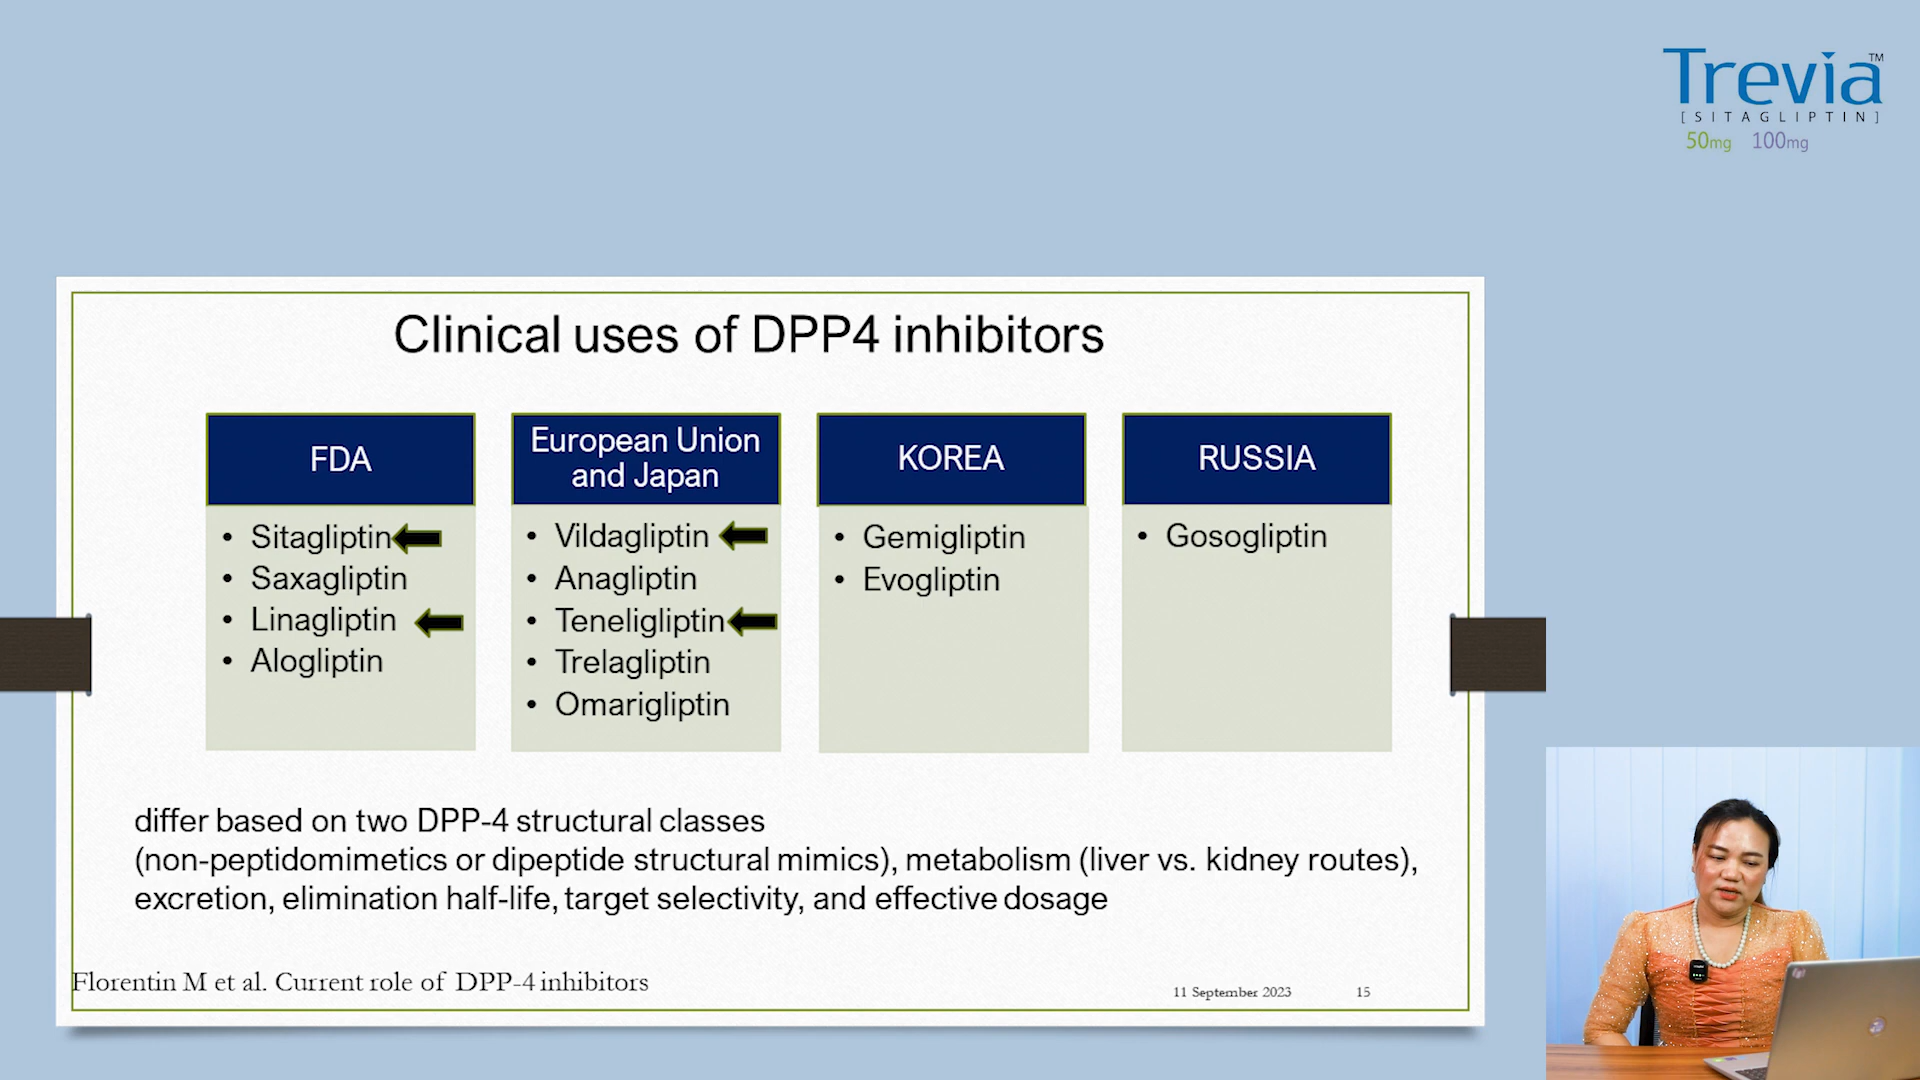 Trevia™
[SITAGLIPTIN]
50mg 100mg
Clinical uses of DPP4 inhibitors
FDA
• Sitagliptin
• Saxagliptin
• Linagliptin
• Alogliptin
European Union
and Japan
• Vildagliptin
• Anagliptin
• Teneligliptin
• Trelagliptin
• Omarigliptin
KOREA
• Gemigliptin
• Evogliptin
RUSSIA
• Gosogliptin
differ based on two DPP-4 structural classes
(non-peptidomimetics or dipeptide structural mimics), metabolism (liver vs. kidney routes),
excretion, elimination half-life, target selectivity, and effective dosage
Florentin M et al. Current role of DPP-4 inhibitors
11 September 2023
15